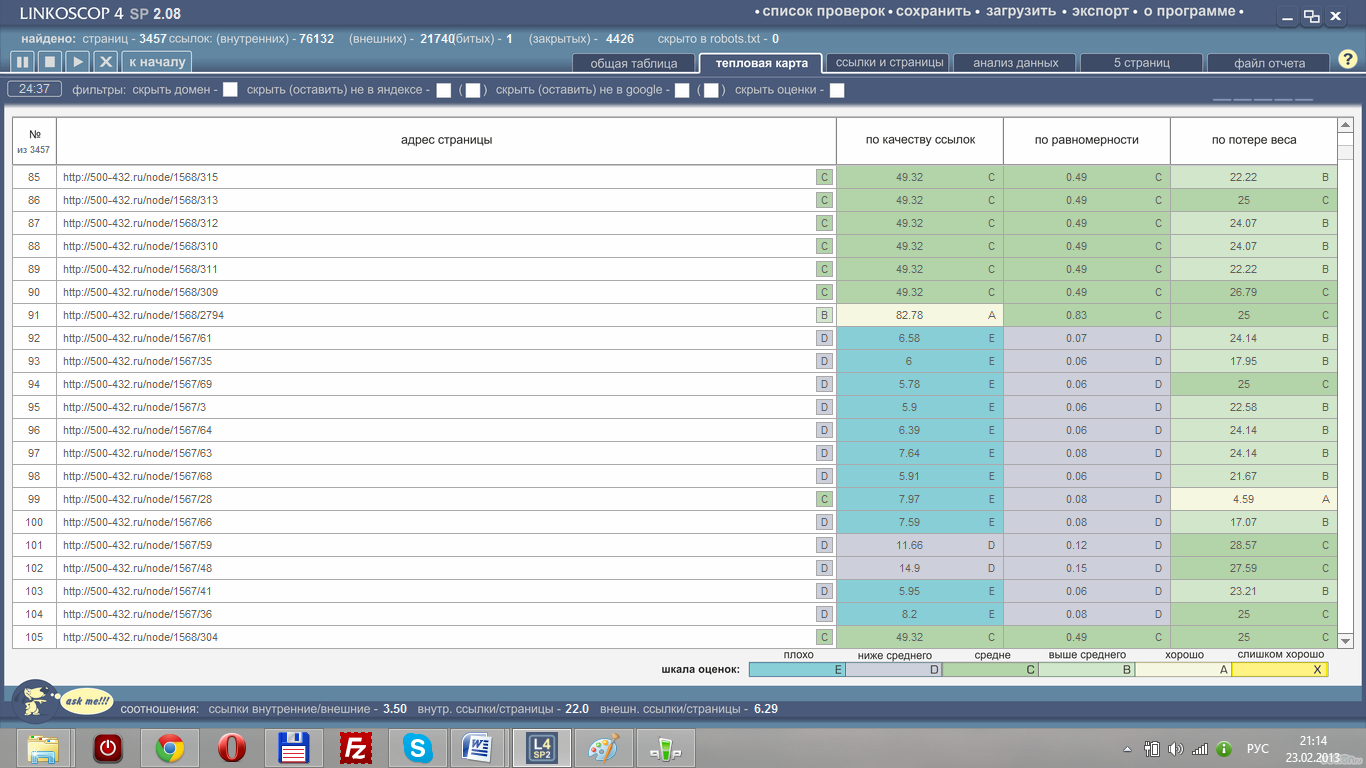 LINKOSCOP 4 SP 2.08
• список проверок • сохранить • загрузить • экспорт • о программе •
найдено: страниц - 3457 ссылок: (внутренних) - 76132 (внешних) - 21740 (битых) - 1 (закрытых) - 4426 скрыто в robots.txt - 0
к началу
общая таблица тепловая карта ссылки и страницы анализ данных 5 страниц файл отчета ?
24:37 фильтры: скрыть домен - скрыть (оставить) не в яндексе - ( ) скрыть (оставить) не в google - ( ) скрыть оценки -
№ из 3457 адрес страницы по качеству ссылок по равномерности по потере веса
85 http://500-432.ru/node/1568/315 C 49.32 C 0.49 C 22.22 B
86 http://500-432.ru/node/1568/313 C 49.32 C 0.49 C 25 C
87 http://500-432.ru/node/1568/312 C 49.32 C 0.49 C 24.07 B
88 http://500-432.ru/node/1568/310 C 49.32 C 0.49 C 24.07 B
89 http://500-432.ru/node/1568/311 C 49.32 C 0.49 C 22.22 B
90 http://500-432.ru/node/1568/309 C 49.32 C 0.49 C 26.79 C
91 http://500-432.ru/node/1568/2794 B 82.78 A 0.83 C 25 C
92 http://500-432.ru/node/1567/61 D 6.58 E 0.07 D 24.14 B
93 http://500-432.ru/node/1567/35 D 6 E 0.06 D 17.95 B
94 http://500-432.ru/node/1567/69 D 5.78 E 0.06 D 25 C
95 http://500-432.ru/node/1567/3 D 5.9 E 0.06 D 22.58 B
96 http://500-432.ru/node/1567/64 D 6.39 E 0.06 D 24.14 B
97 http://500-432.ru/node/1567/63 D 7.64 E 0.08 D 24.14 B
98 http://500-432.ru/node/1567/68 D 5.91 E 0.06 D 21.67 B
99 http://500-432.ru/node/1567/28 C 7.97 E 0.08 D 4.59 A
100 http://500-432.ru/node/1567/66 D 7.59 E 0.08 D 17.07 B
101 http://500-432.ru/node/1567/59 D 11.66 D 0.12 D 28.57 C
102 http://500-432.ru/node/1567/48 D 14.9 D 0.15 D 27.59 C
103 http://500-432.ru/node/1567/41 D 5.95 E 0.06 D 23.21 B
104 http://500-432.ru/node/1567/36 D 8.2 E 0.08 D 25 C
105 http://500-432.ru/node/1568/304 C 49.32 C 0.49 C 25 C
плохо ниже среднего средне выше среднего хорошо слишком хорошо
шкала оценок: E D C B A X
ask me!!!
соотношения: ссылки внутренние/внешние - 3.50 внутр. ссылки/страницы - 22.0 внешн. ссылки/страницы - 6.29
Fz S W L4 SP2 РУС 21:14
23.02.2013